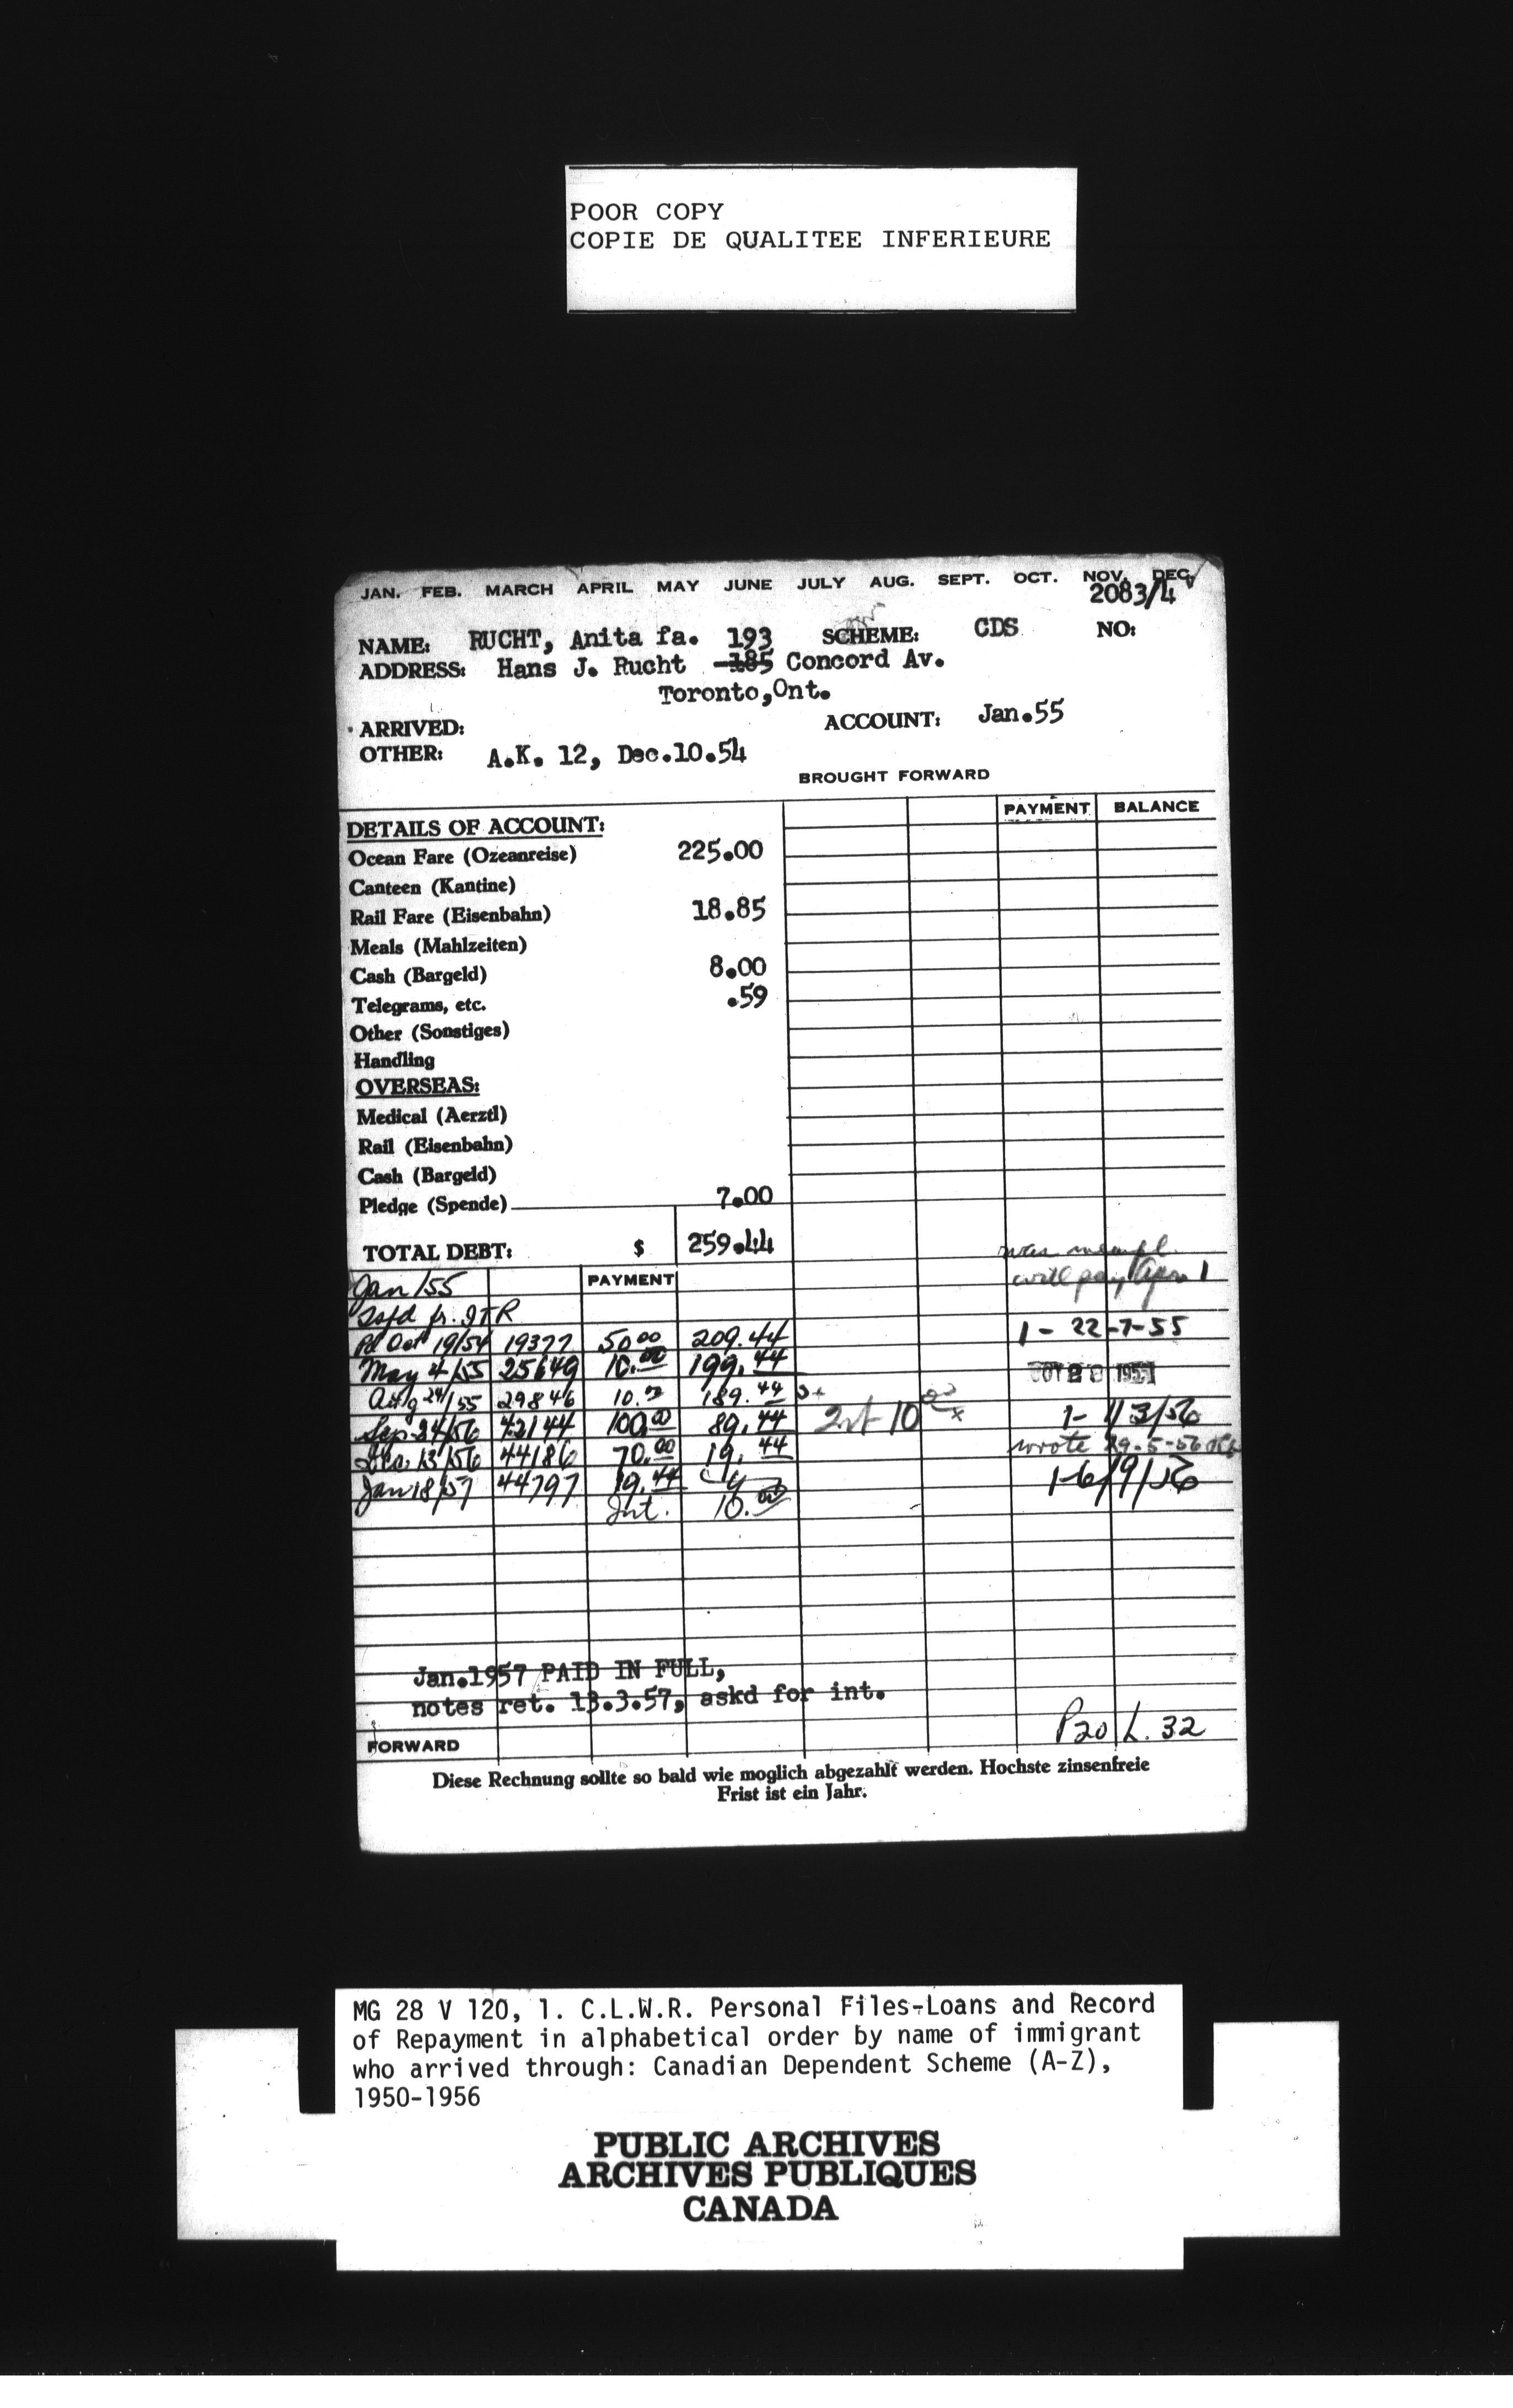 POOR COPY
COPIE DE QUALITEE INFERIEURE
JAN. FEB. MARCH APRIL MAY JUNE JULY AUG. SEPT. OCT. NOV. DEC.
2083/4
NAME: RUCHT, Anita fa. 193 SCHEME: CDS NO:
ADDRESS: Hans J. Rucht 185 Concord Av.
Toronto,Ont.
ARRIVED: ACCOUNT: Jan.55
OTHER: A.K. 12, Dec.10.54
BROUGHT FORWARD
PAYMENT BALANCE
DETAILS OF ACCOUNT:
Ocean Fare (Ozeanreise) 225.00
Canteen (Kantine)
Rail Fare (Eisenbahn) 18.85
Meals (Mahlzeiten)
Cash (Bargeld) 8.00
Telegrams, etc. .59
Other (Sonstiges)
Handling
OVERSEAS:
Medical (Aerztl)
Rail (Eisenbahn)
Cash (Bargeld)
Pledge (Spende) 7.00
TOTAL DEBT: $ 259.44
was
Jan/55 PAYMENT will pay Apr 1
fr.
Pd Oct 19/54 19377 50.00 209.44 1 - 22-7-55
May 4/55 25649 10.00 199.44
Aug 24/55 29846 10. 189.44
Sep 24/56 42144 100.00 89.44 Int 10 1- 1/3/56
Dec. 13/56 44186 70.00 19.44 wrote 29-5-56
Jan 18/57 44797 19.44 1-6/9/56
Int. 10.00
Jan.1957 PAID IN FULL,
notes ret. 13.3.57, askd for int.
P20 L. 32
FORWARD
Diese Rechnung sollte so bald wie moglich abgezahlt werden. Hochste zinsenfreie
Frist ist ein Jahr.
MG 28 V 120, 1. C.L.W.R. Personal Files-Loans and Record
of Repayment in alphabetical order by name of immigrant
who arrived through: Canadian Dependent Scheme (A-Z),
1950-1956
PUBLIC ARCHIVES
ARCHIVES PUBLIQUES
CANADA